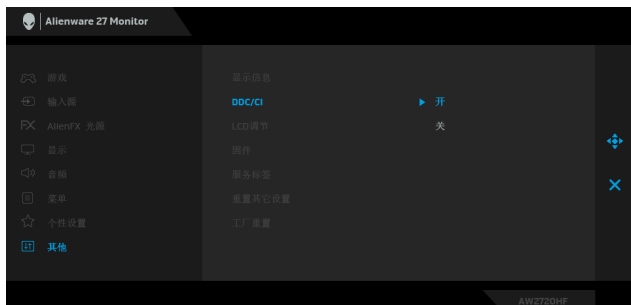 Alienware 27 Monitor
游戏
输入源
AlienFX 光源
显示
音频
菜单
个性设置
其他
显示信息
DDC/CI
LCD调节
固件
服务标签
重置其它设置
工厂重置
开
关
AW2720HF